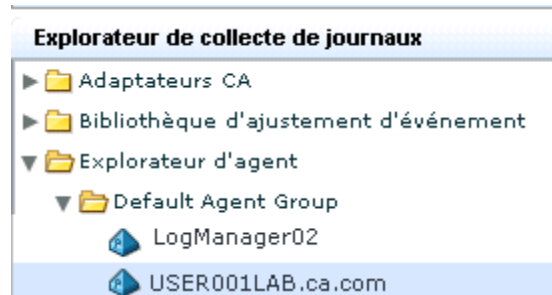 Explorateur de collecte de journaux
Adaptateurs CA
Bibliothèque d'ajustement d'événement
Explorateur d'agent
Default Agent Group
LogManager02
USER001LAB.ca.com